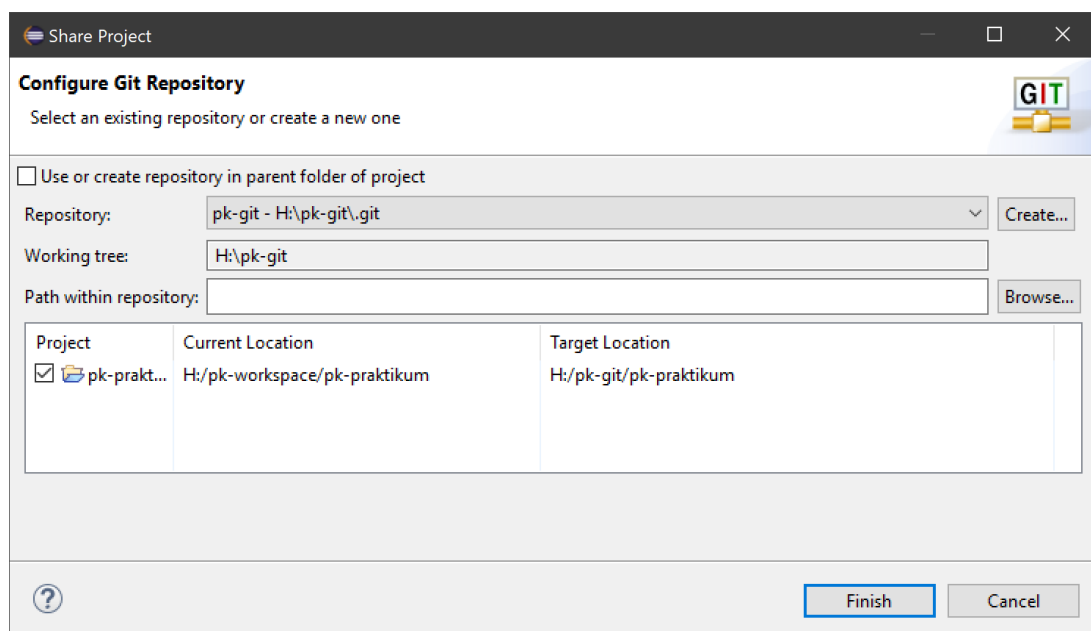 Share Project
Configure Git Repository
Select an existing repository or create a new one
GIT
Use or create repository in parent folder of project
Repository: pk-git - H:\pk-git\.git Create...
Working tree: H:\pk-git
Path within repository: Browse...
Project Current Location Target Location
pk-prakt... H:/pk-workspace/pk-praktikum H:/pk-git/pk-praktikum
? Finish Cancel